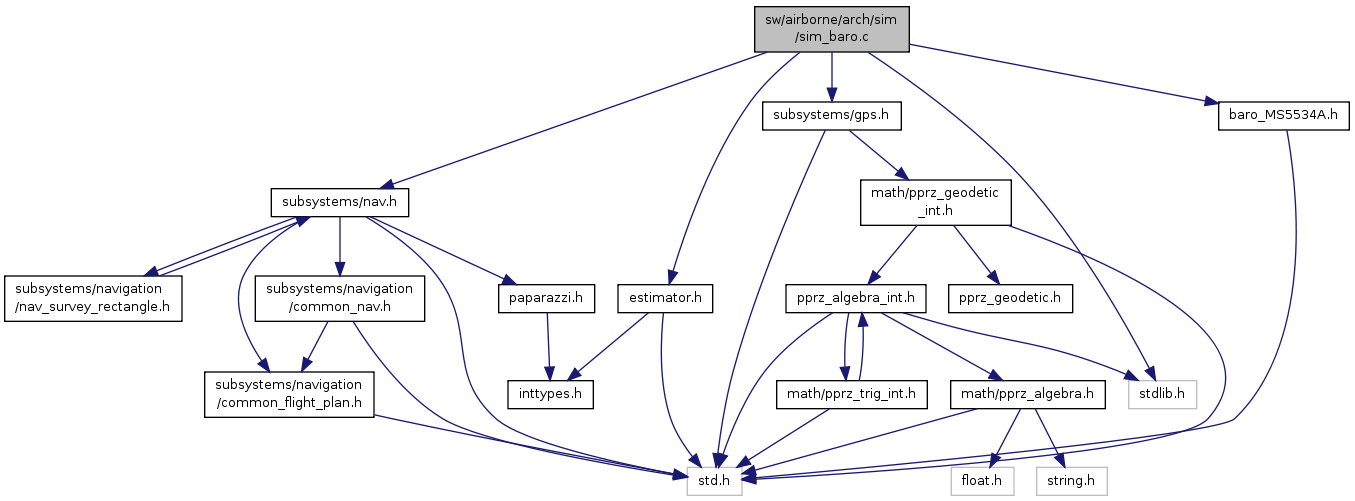 sw/airborne/arch/sim
/sim_baro.c
subsystems/gps.h
baro_MS5534A.h
math/pprz_geodetic
_int.h
subsystems/nav.h
subsystems/navigation
/nav_survey_rectangle.h
subsystems/navigation
/common_nav.h
paparazzi.h
estimator.h
pprz_algebra_int.h
pprz_geodetic.h
subsystems/navigation
/common_flight_plan.h
inttypes.h
math/pprz_trig_int.h
math/pprz_algebra.h
stdlib.h
std.h
float.h
string.h